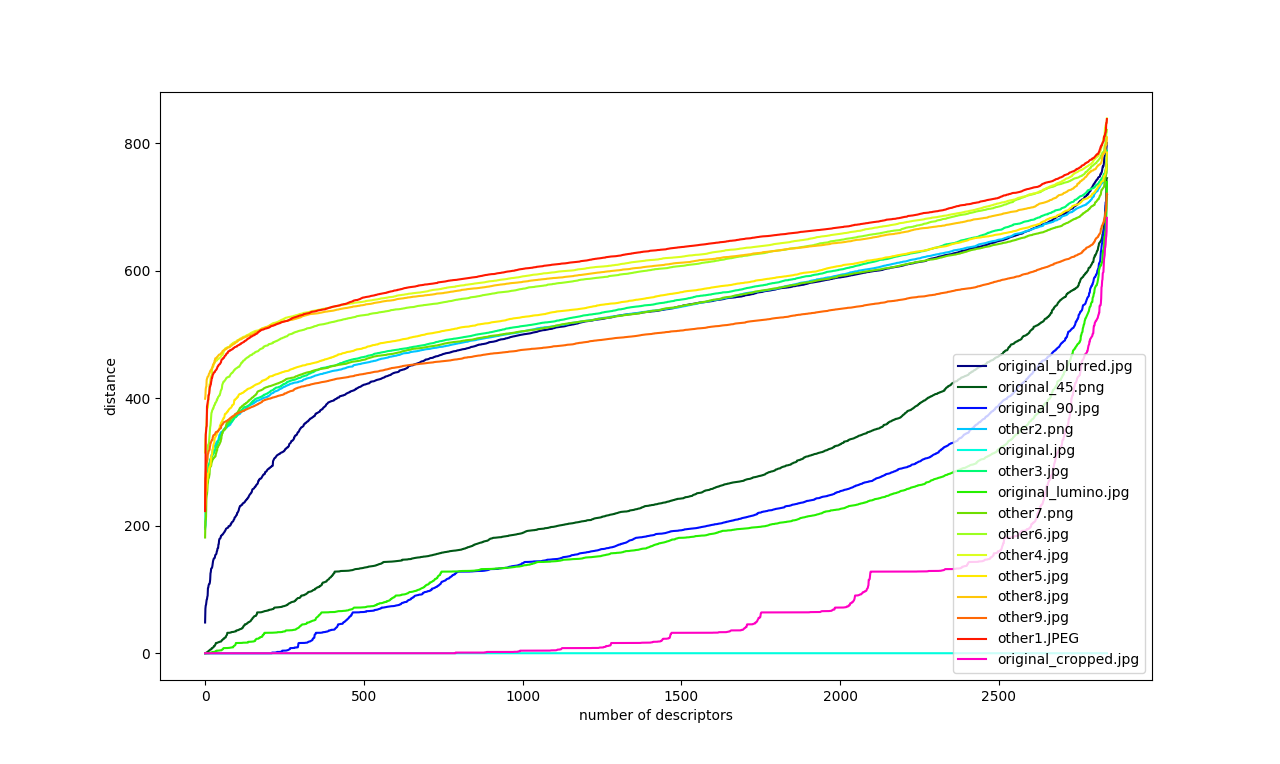 distance
800
600
400
200
0
0 500 1000 1500 2000 2500
number of descriptors
original_blurred.jpg
original_45.png
original_90.jpg
other2.png
original.jpg
other3.jpg
original_lumino.jpg
other7.png
other6.jpg
other4.jpg
other5.jpg
other8.jpg
other9.jpg
other1.JPEG
original_cropped.jpg